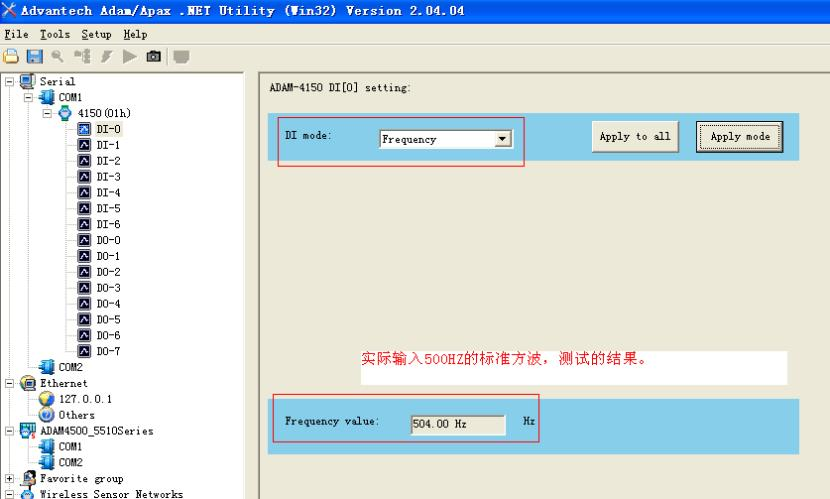 Advantech Adam/Apax .NET Utility (Win32) Version 2.04.04
File Tools Setup Help
Serial
COM1
4150(01h)
DI-0
DI-1
DI-2
DI-3
DI-4
DI-5
DI-6
DO-0
DO-1
DO-2
DO-3
DO-4
DO-5
DO-6
DO-7
COM2
Ethernet
127.0.0.1
Others
ADAM4500_5510Series
COM1
COM2
Favorite group
Wireless Sensor Networks
ADAM-4150 DI[0] setting:
DI mode: Frequency Apply to all Apply mode
实际输入500HZ的标准方波，测试的结果。
Frequency value: 504.00 Hz Hz